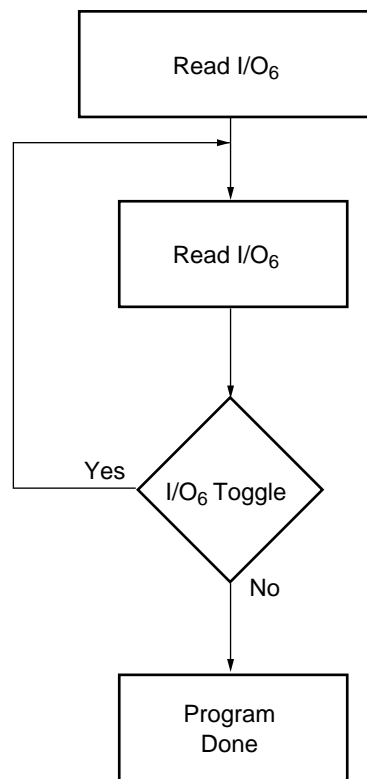 Read I/O₆
Read I/O₆
Yes
I/O₆ Toggle
No
Program
Done